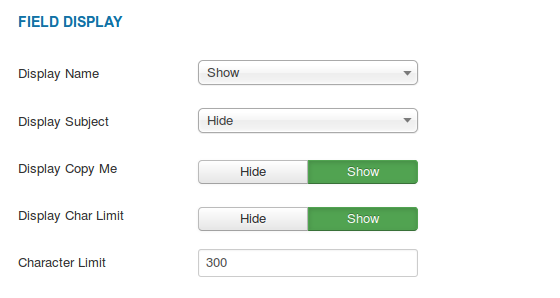 FIELD DISPLAY
Display Name Show
Display Subject Hide
Display Copy Me Hide Show
Display Char Limit Hide Show
Character Limit 300